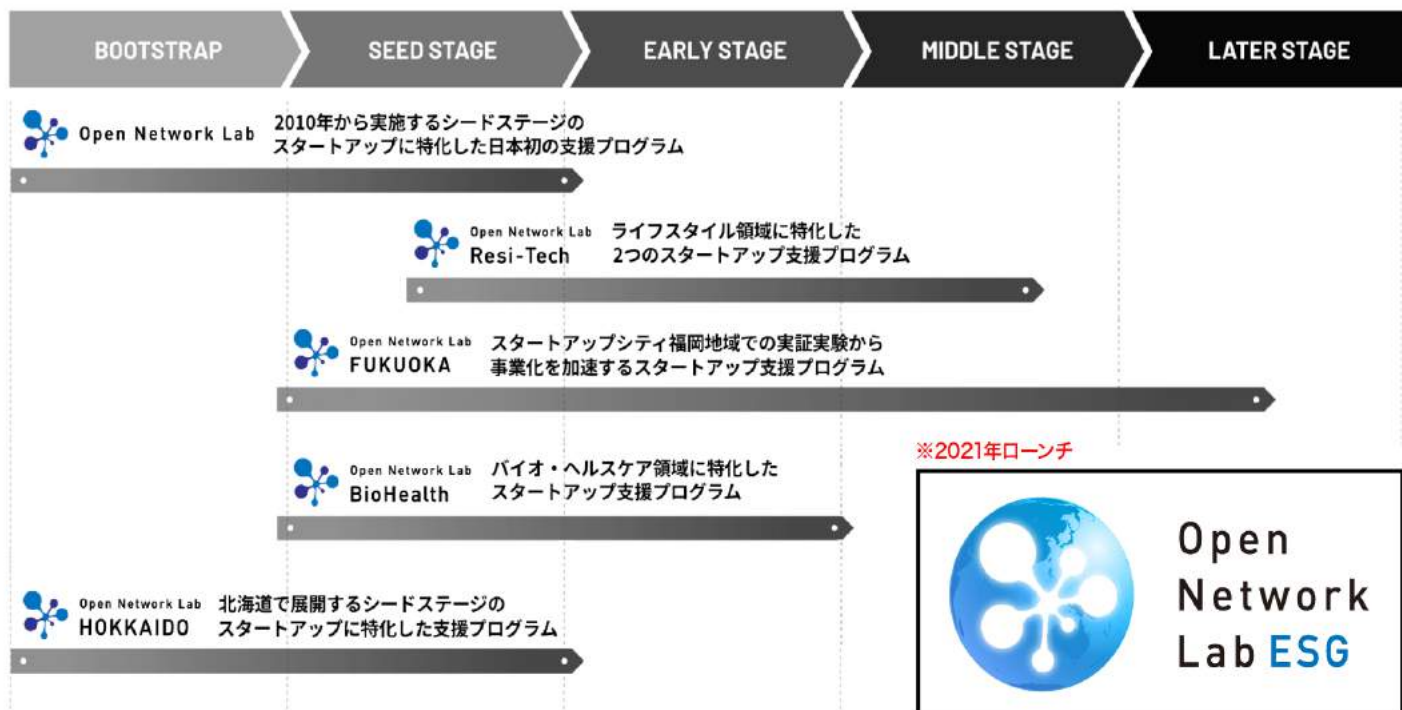 BOOTSTRAP
SEED STAGE
EARLY STAGE
MIDDLE STAGE
LATER STAGE
Open Network Lab
2010年から実施するシードステージの
スタートアップに特化した日本初の支援プログラム
Open Network Lab
Resi-Tech
ライフスタイル領域に特化した
2つのスタートアップ支援プログラム
Open Network Lab
FUKUOKA
スタートアップシティ福岡地域での実証実験から
事業化を加速するスタートアップ支援プログラム
Open Network Lab
BioHealth
バイオ・ヘルスケア領域に特化した
スタートアップ支援プログラム
Open Network Lab
HOKKAIDO
北海道で展開するシードステージの
スタートアップに特化した支援プログラム
※2021年ローンチ
Open
Network
Lab ESG